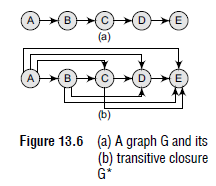 A B C D E
(a)
A B C D E
(b)
Figure 13.6 (a) A graph G and its
(b) transitive closure
G*